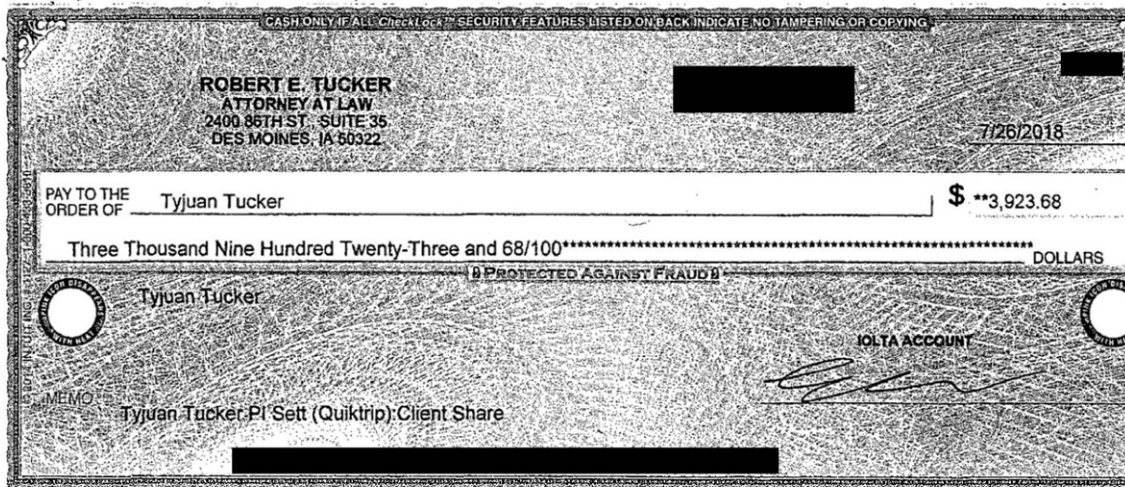 CASH ONLY IF ALL CheckLock™ SECURITY FEATURES LISTED ON BACK INDICATE NO TAMPERING OR COPYING
ROBERT E. TUCKER
ATTORNEY AT LAW
2400 86TH ST SUITE 35
DES MOINES, IA 50322
7/26/2018
PAY TO THE
ORDER OF Tyjuan Tucker $ **3,923.68
Three Thousand Nine Hundred Twenty-Three and 68/100************************************************************************ DOLLARS
PROTECTED AGAINST FRAUD
Tyjuan Tucker
IOLTA ACCOUNT
MEMO
Tyjuan Tucker:PI Sett (Quiktrip):Client Share